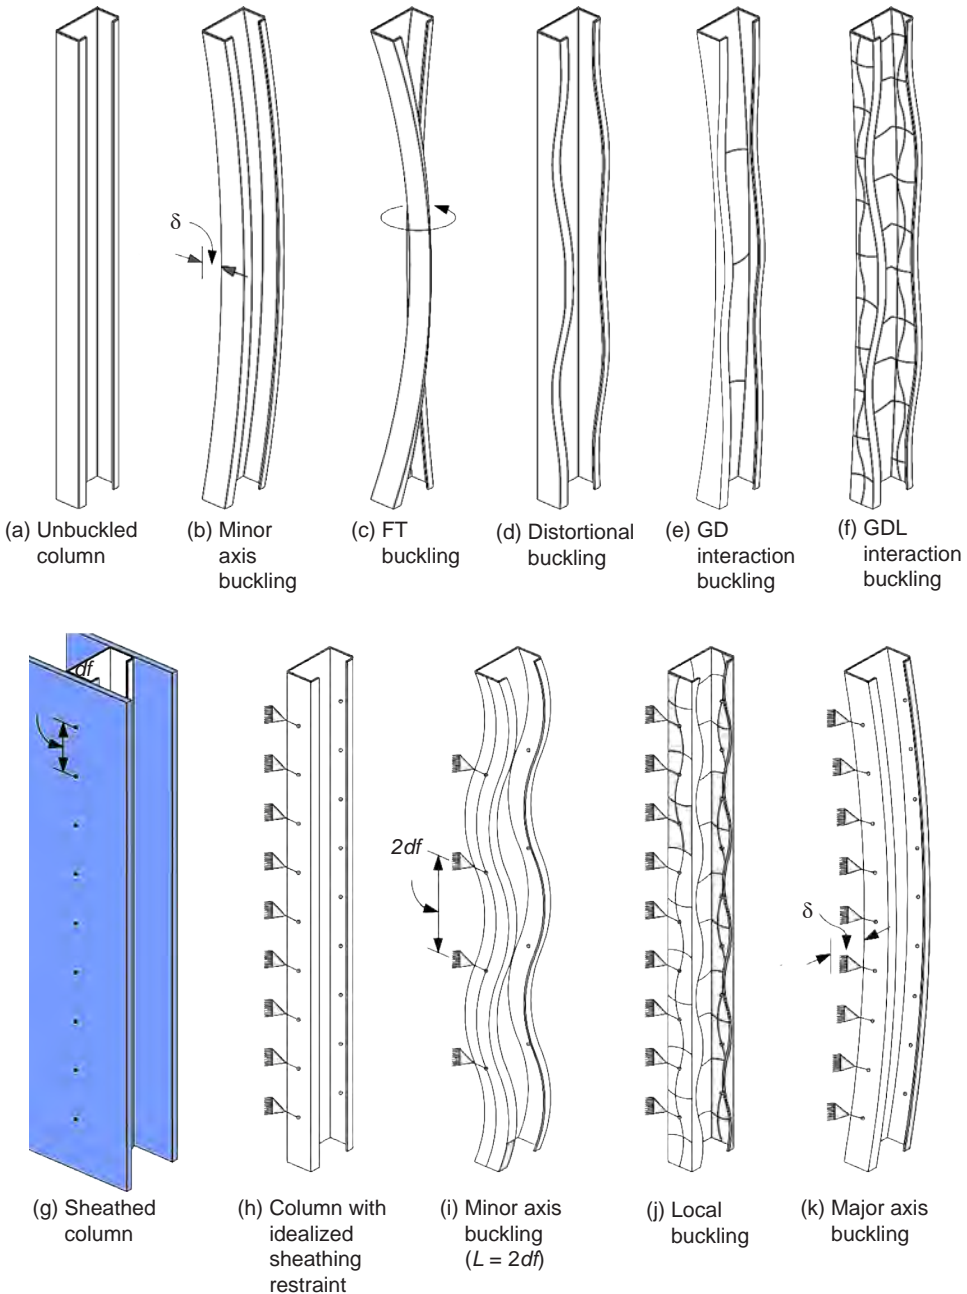 δ
(a) Unbuckled
column
(b) Minor
axis
buckling
(c) FT
buckling
(d) Distortional
buckling
(e) GD
interaction
buckling
(f) GDL
interaction
buckling
df
2df
δ
(g) Sheathed
column
(h) Column with
idealized
sheathing
restraint
(i) Minor axis
buckling
(L = 2df)
(j) Local
buckling
(k) Major axis
buckling